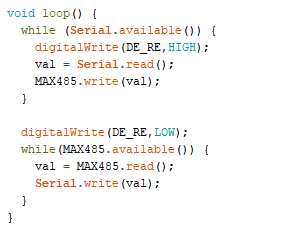 void loop() {
  while (Serial.available()) {
    digitalWrite(DE_RE,HIGH);
    val = Serial.read();
    MAX485.write(val);
  }

  digitalWrite(DE_RE,LOW);
  while(MAX485.available()) {
    val = MAX485.read();
    Serial.write(val);
  }
}